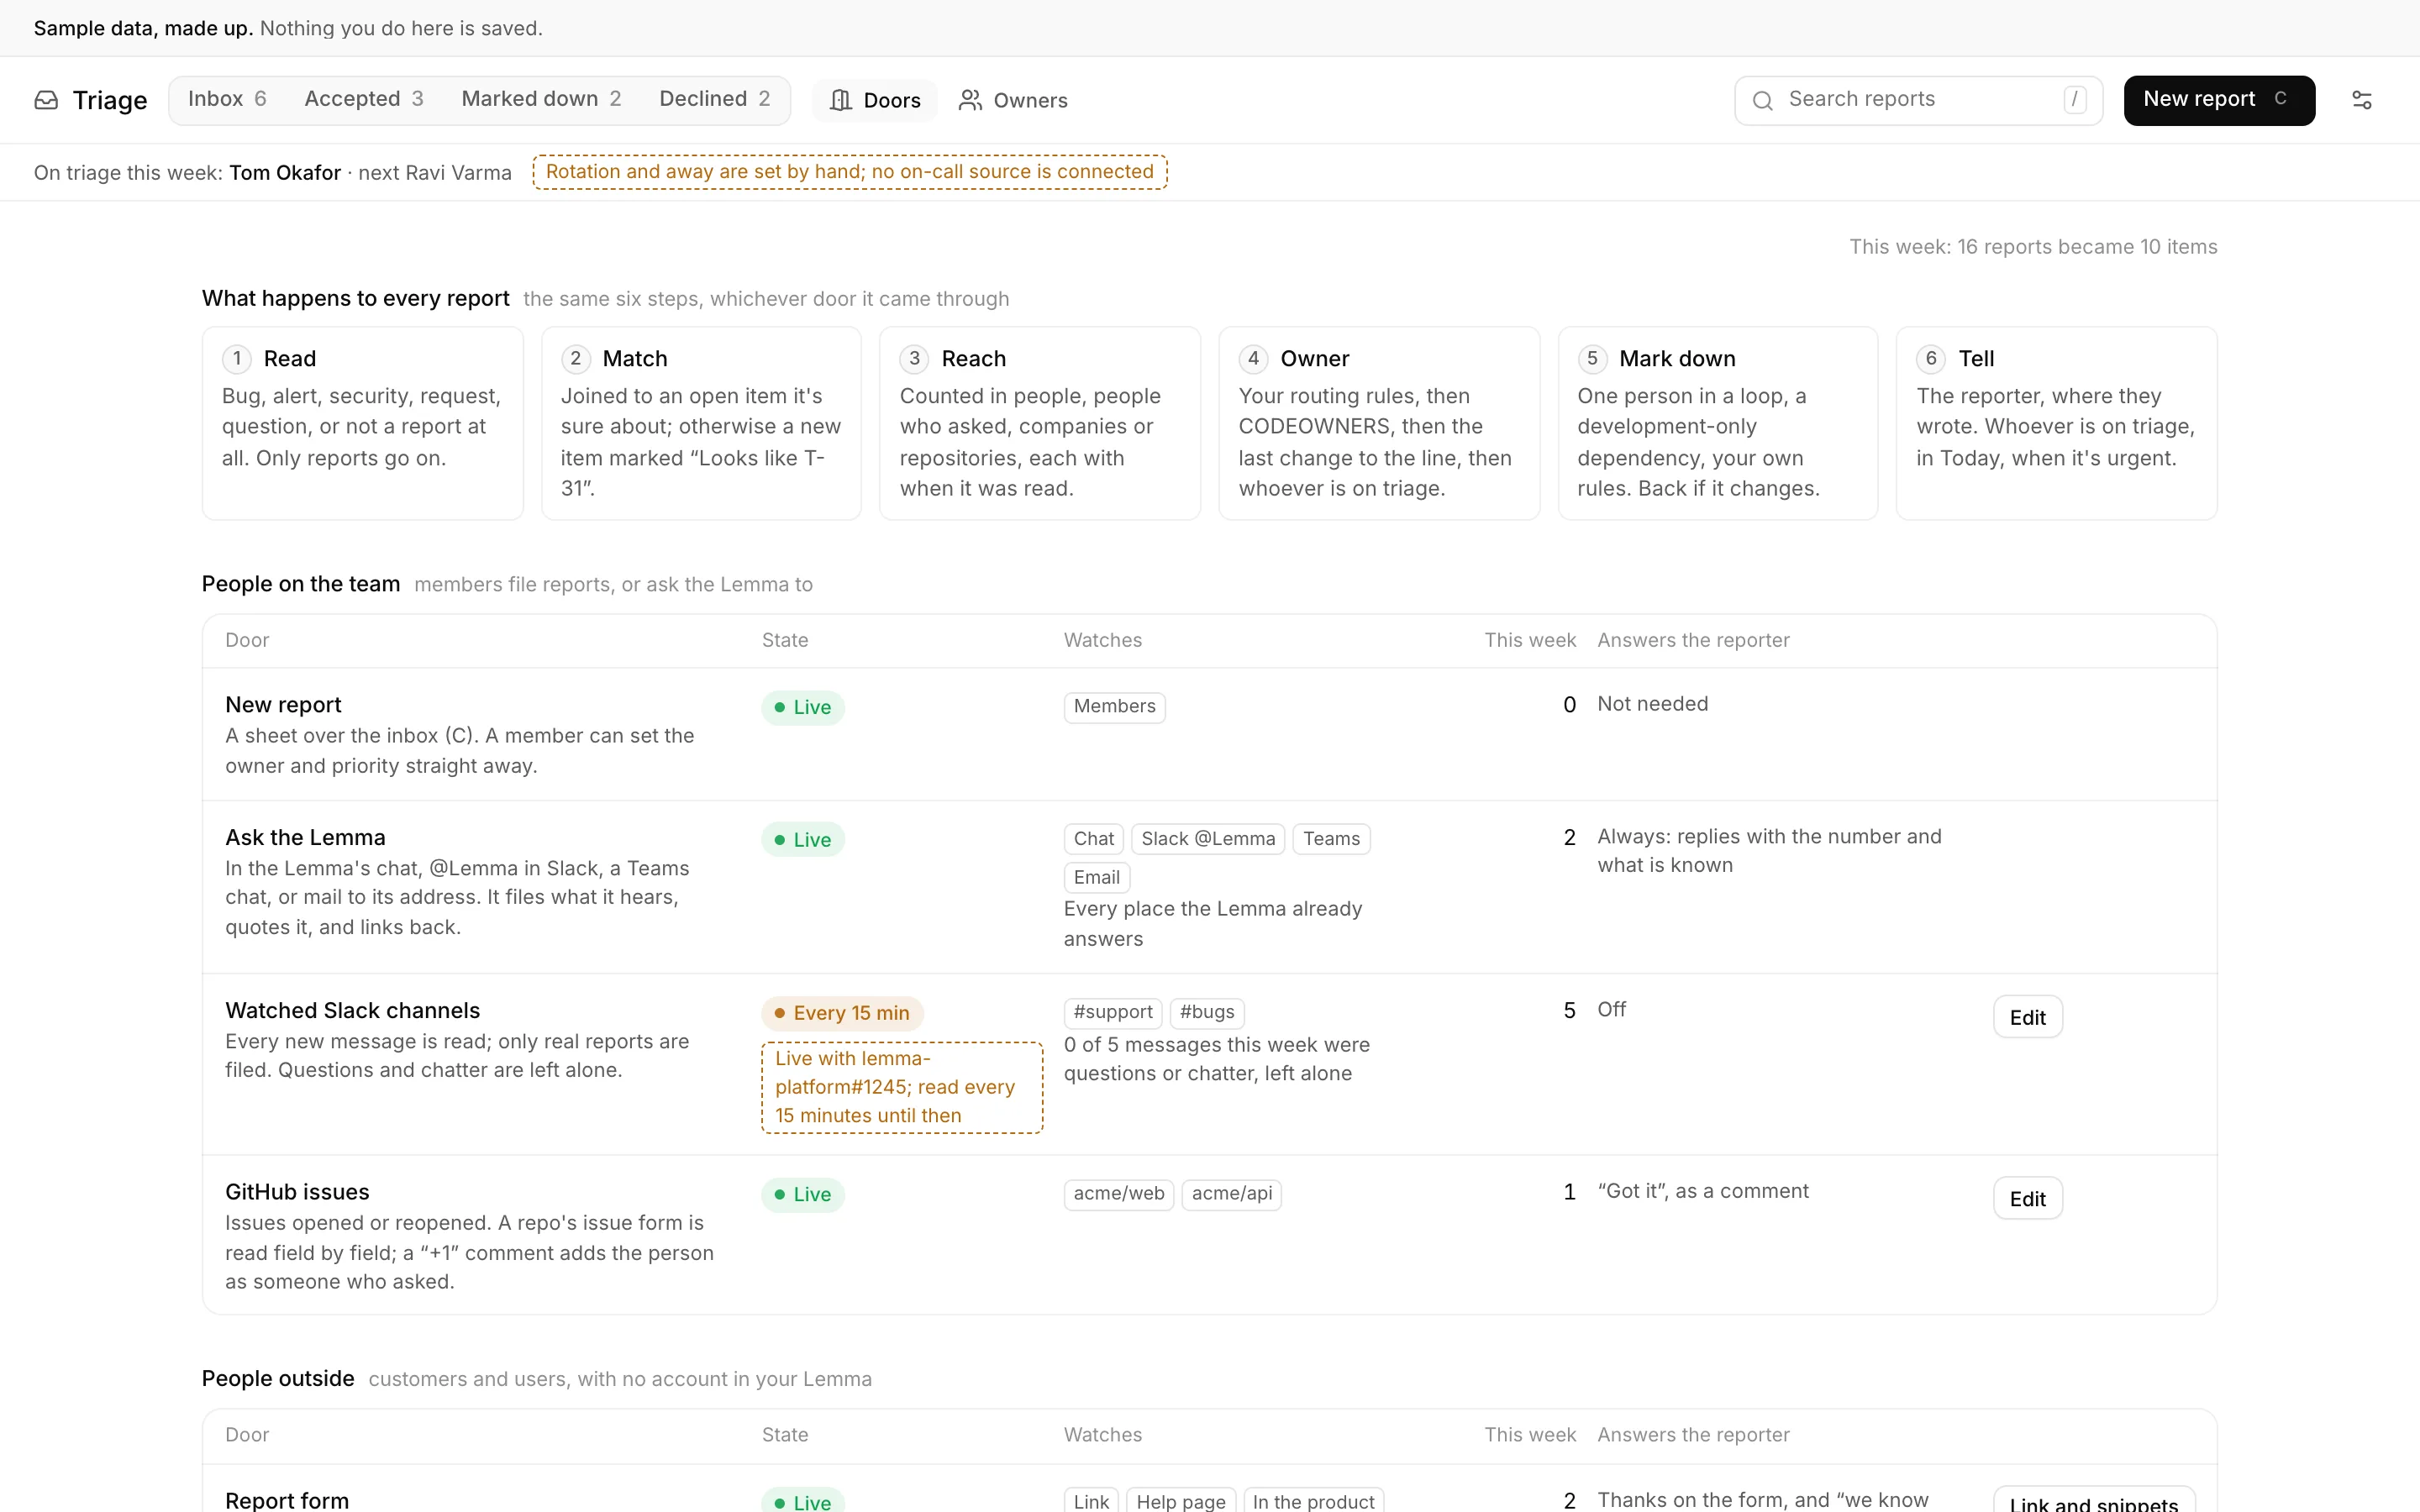 Sample data, made up. Nothing you do here is saved.
Triage
Inbox 6
Accepted 3
Marked down 2
Declined 2
Doors
Owners
Search reports
/
New report C
On triage this week: Tom Okafor · next Ravi Varma
Rotation and away are set by hand; no on-call source is connected
This week: 16 reports became 10 items
What happens to every report the same six steps, whichever door it came through
1 Read
Bug, alert, security, request,
question, or not a report at
all. Only reports go on.
2 Match
Joined to an open item it's
sure about; otherwise a new
item marked “Looks like T-
31”.
3 Reach
Counted in people, people
who asked, companies or
repositories, each with
when it was read.
4 Owner
Your routing rules, then
CODEOWNERS, then the
last change to the line, then
whoever is on triage.
5 Mark down
One person in a loop, a
development-only
dependency, your own
rules. Back if it changes.
6 Tell
The reporter, where they
wrote. Whoever is on triage,
in Today, when it's urgent.
People on the team members file reports, or ask the Lemma to
Door State Watches This week Answers the reporter
New report
A sheet over the inbox (C). A member can set the
owner and priority straight away.
Live
Members
0
Not needed
Ask the Lemma
In the Lemma's chat, @Lemma in Slack, a Teams
chat, or mail to its address. It files what it hears,
quotes it, and links back.
Live
Chat Slack @Lemma Teams
Email
Every place the Lemma already
answers
2
Always: replies with the number and
what is known
Watched Slack channels
Every new message is read; only real reports are
filed. Questions and chatter are left alone.
Every 15 min
Live with lemma-
platform#1245; read every
15 minutes until then
#support #bugs
0 of 5 messages this week were
questions or chatter, left alone
5
Off
Edit
GitHub issues
Issues opened or reopened. A repo's issue form is
read field by field; a “+1” comment adds the person
as someone who asked.
Live
acme/web acme/api
1
“Got it”, as a comment
Edit
People outside customers and users, with no account in your Lemma
Door State Watches This week Answers the reporter
Report form
Live
Link Help page In the product
2
Thanks on the form, and “we know
Link and snippets